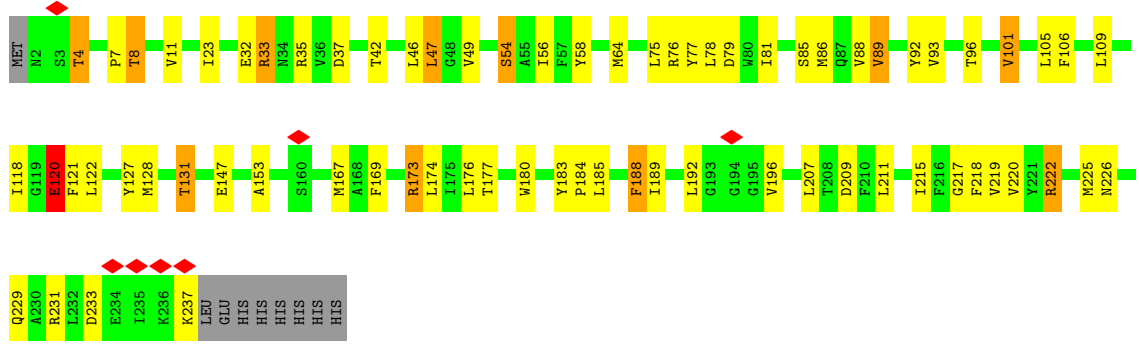 MET N2 S3 T4 P7 T8 V11 I23 E32 R33 N34 R35 V36 D37 T42 L46 L47 G48 V49 S54 A55 I56 F57 Y58 M64 L75 R76 Y77 L78 D79 W80 I81 S85 M86 Q87 V88 V89 Y92 V93 T96 V101 L105 F106 L109
I118 G119 E120 F121 L122 Y127 M128 T131 E147 A153 S160 M167 A168 F169 R173 L174 I175 L176 T177 W180 Y183 P184 L185 F188 I189 L192 G193 G194 G195 V196 L207 T208 D209 F210 L211 I215 F216 G217 F218 V219 V220 Y221 R222 M225 N226
Q229 A230 R231 L232 D233 E234 I235 K236 K237 LEU GLU HIS HIS HIS HIS HIS HIS